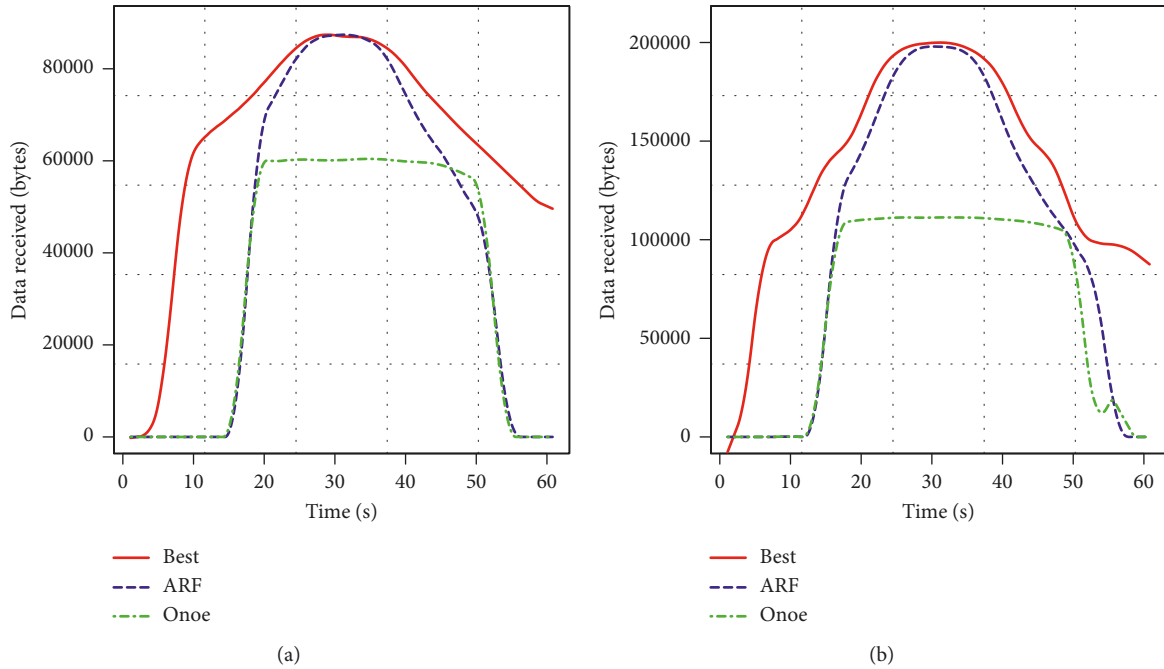 80000
60000
40000
20000
0
Data received (bytes)
0 10 20 30 40 50 60
Time (s)
Best
ARF
Onoe
(a)
200000
150000
100000
50000
0
Data received (bytes)
0 10 20 30 40 50 60
Time (s)
Best
ARF
Onoe
(b)